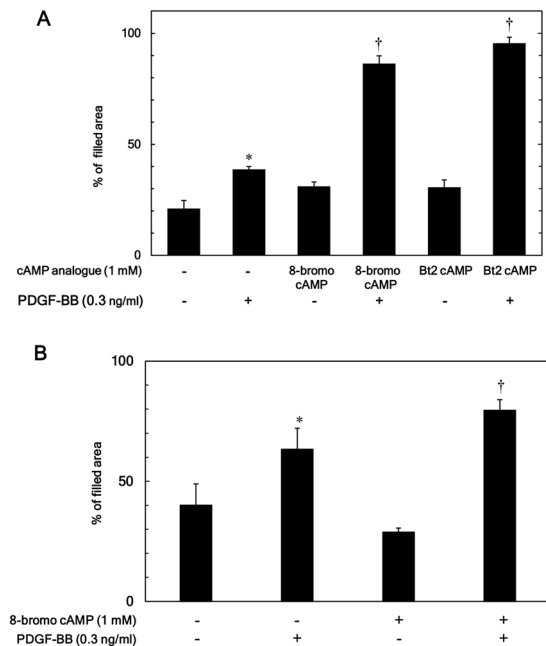 A
100
50
0
% of filled area
*
†
†
cAMP analogue (1 mM) - - 8-bromo cAMP 8-bromo cAMP Bt2 cAMP Bt2 cAMP
PDGF-BB (0.3 ng/ml) - + - + - +
B
100
50
0
% of filled area
*
†
8-bromo cAMP (1 mM) - - + +
PDGF-BB (0.3 ng/ml) - + - +